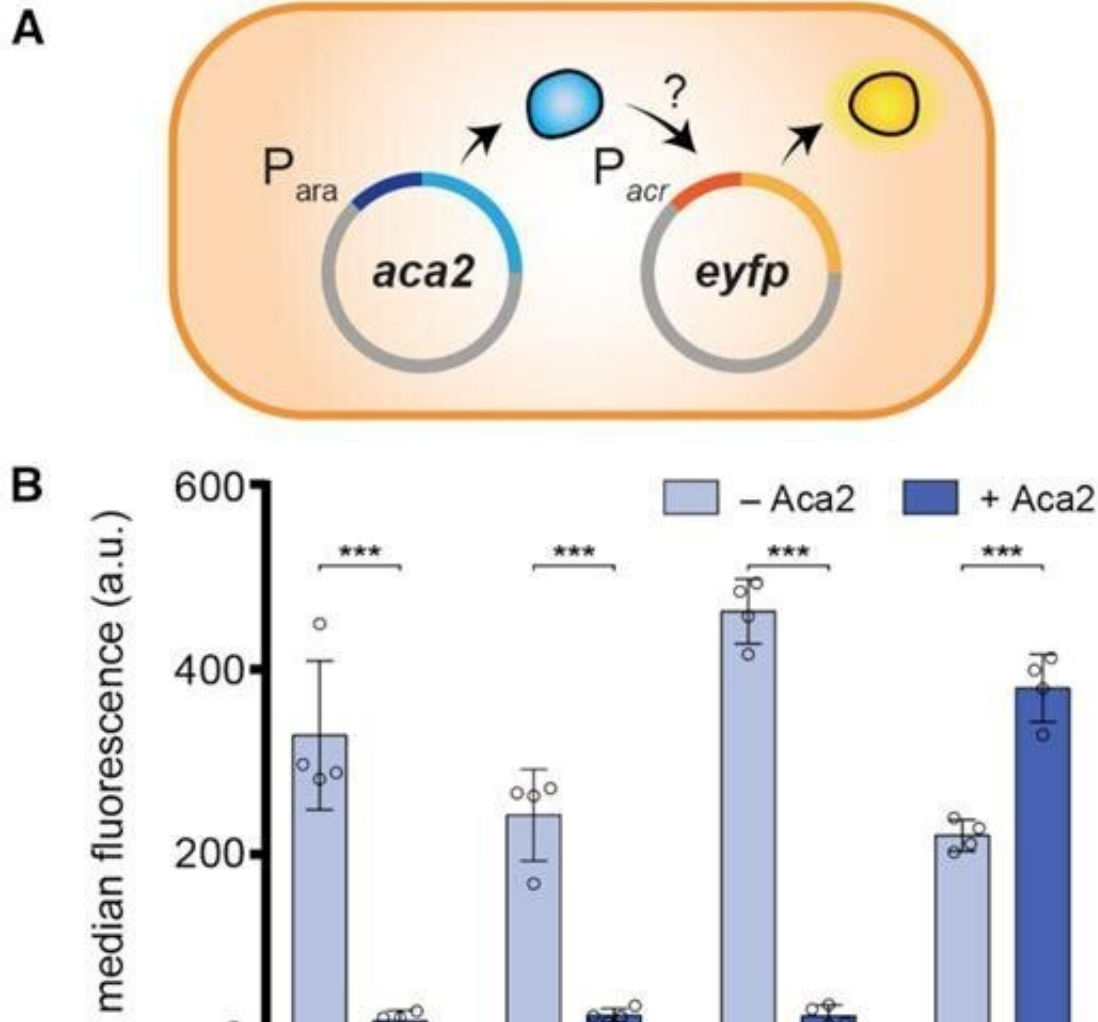 A
?
P ara
P acr
aca2
eyfp
B
median fluorescence (a.u.)
600
400
200
– Aca2
+ Aca2
*** *** *** ***